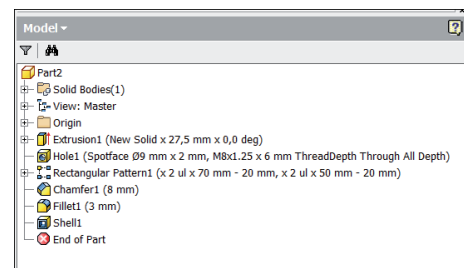 Model
Part2
Solid Bodies(1)
View: Master
Origin
Extrusion1 (New Solid x 27,5 mm x 0,0 deg)
Hole1 (Spotface Ø9 mm x 2 mm, M8x1.25 x 6 mm ThreadDepth Through All Depth)
Rectangular Pattern1 (x 2 ul x 70 mm - 20 mm, x 2 ul x 50 mm - 20 mm)
Chamfer1 (8 mm)
Fillet1 (3 mm)
Shell1
End of Part